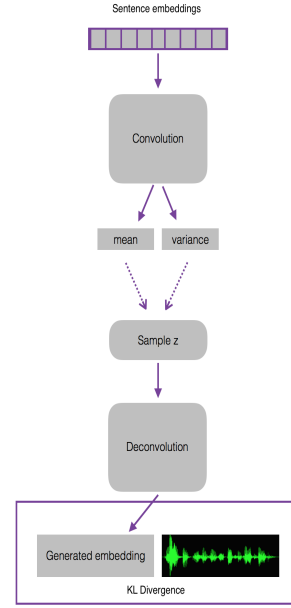 Sentence embeddings
Convolution
mean variance
Sample z
Deconvolution
Generated embedding
KL Divergence